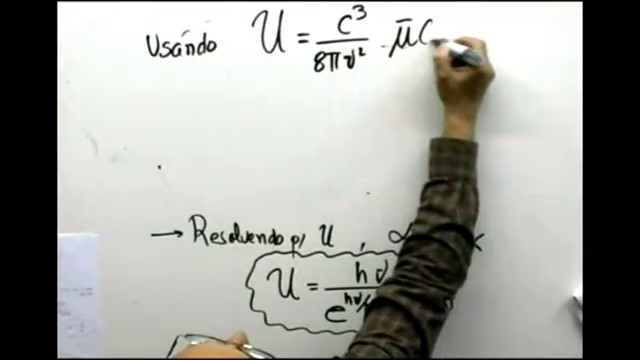 Usando U = c³/8πν² · μ̄(
→ Resolvendo p/ U ,
U = hν/e^hν/